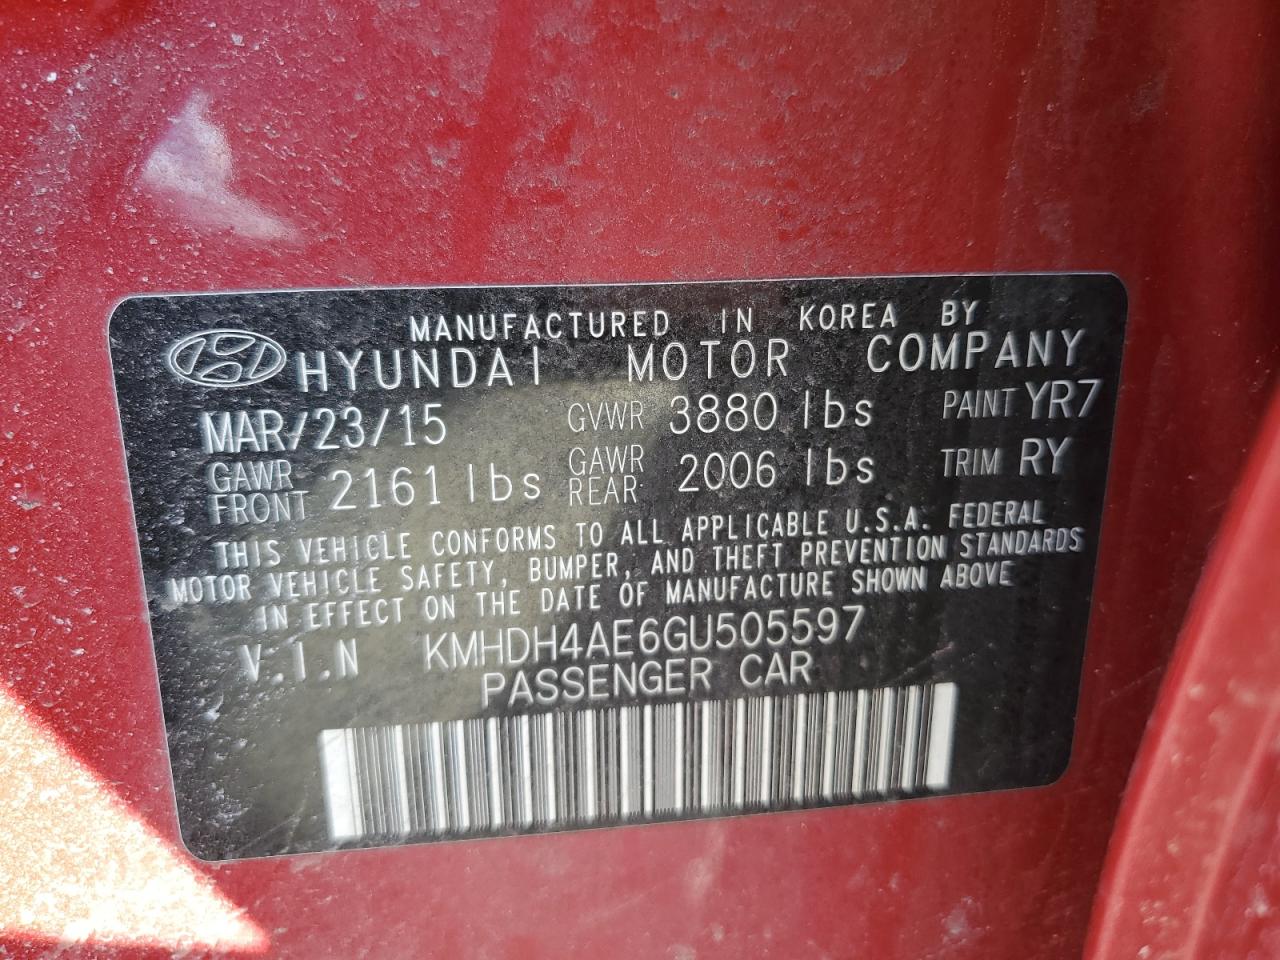 MANUFACTURED IN KOREA BY
HYUNDAI MOTOR COMPANY
MAR/23/15 GVWR 3880 lbs PAINT YR7
GAWR FRONT 2161 lbs GAWR REAR 2006 lbs TRIM RY
THIS VEHICLE CONFORMS TO ALL APPLICABLE U.S.A. FEDERAL
MOTOR VEHICLE SAFETY, BUMPER, AND THEFT PREVENTION STANDARDS
IN EFFECT ON THE DATE OF MANUFACTURE SHOWN ABOVE
V.I.N KMHDH4AE6GU505597
PASSENGER CAR